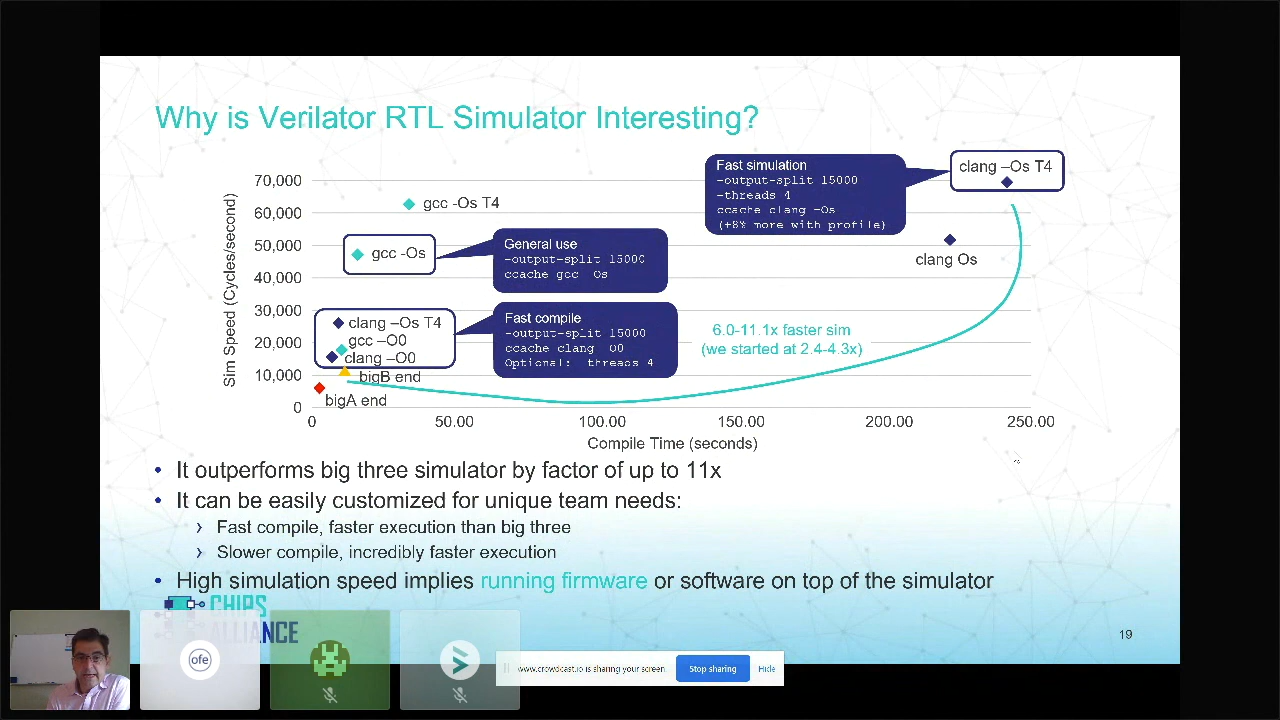 Why is Verilator RTL Simulator Interesting?
Sim Speed (Cycles/second)
70,000
60,000
50,000
40,000
30,000
20,000
10,000
0
0
50.00
100.00
150.00
200.00
250.00
Compile Time (seconds)
gcc -Os T4
gcc -Os
clang –Os T4
gcc –O0
clang –O0
bigB end
bigA end
General use
-output-split 15000
ccache gcc Os
Fast compile
-output-split 15000
ccache clang O0
Optional: threads 4
Fast simulation
-output-split 15000
-threads 4
ccache clang -Os
(+8% more with profile)
clang –Os T4
clang Os
6.0-11.1x faster sim
(we started at 2.4-4.3x)
• It outperforms big three simulator by factor of up to 11x
• It can be easily customized for unique team needs:
› Fast compile, faster execution than big three
› Slower compile, incredibly faster execution
• High simulation speed implies running firmware or software on top of the simulator
CHIPS
ALLIANCE
19
ofe
www.crowdcast.io is sharing your screen.
Stop sharing
Hide